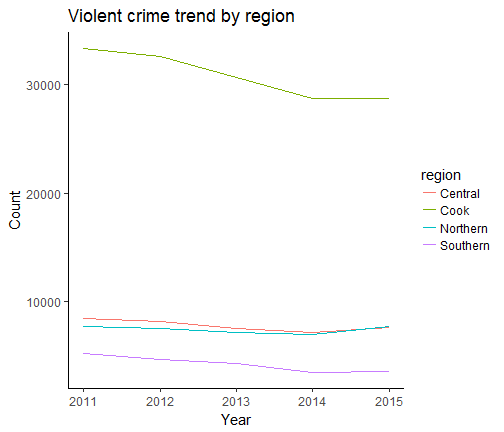 Violent crime trend by region
30000
20000
10000
Count
2011 2012 2013 2014 2015
Year
region
Central
Cook
Northern
Southern